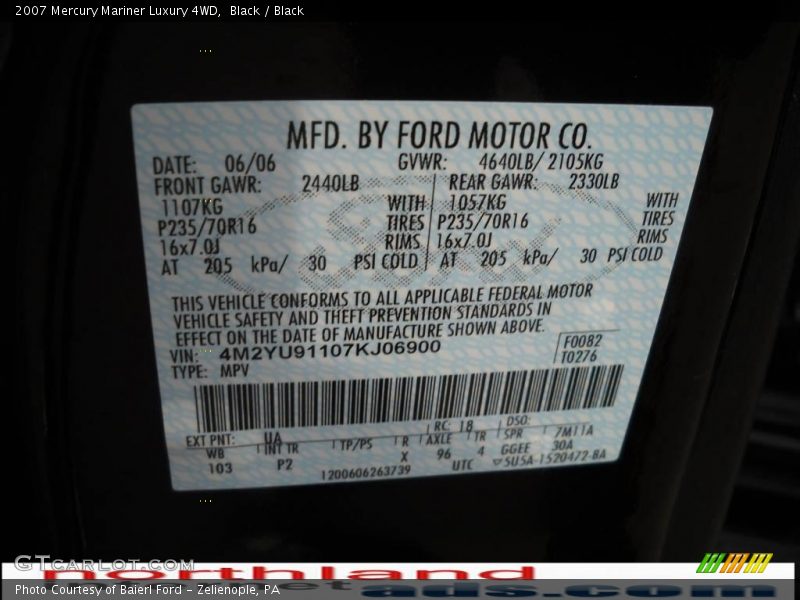 2007 Mercury Mariner Luxury 4WD,  Black / Black
MFD. BY FORD MOTOR CO.
DATE: 06/06 GVWR: 4640LB/ 2105KG
FRONT GAWR: 2440LB REAR GAWR: 2330LB
1107KG WITH 1057KG WITH
P235/70R16 TIRES P235/70R16 TIRES
16x7.0J RIMS 16x7.0J RIMS
AT 205 kPa/ 30 PSI COLD AT 205 kPa/ 30 PSI COLD
THIS VEHICLE CONFORMS TO ALL APPLICABLE FEDERAL MOTOR
VEHICLE SAFETY AND THEFT PREVENTION STANDARDS IN
EFFECT ON THE DATE OF MANUFACTURE SHOWN ABOVE.
VIN: 4M2YU91107KJ06900 F0082
TYPE: MPV T0276
EXT PNT: UA RC: 18 DSO:
WB INT TR TP/PS R AXLE TR SPR 7M11A
103 P2 X 96 4 GGEE 30A
1200606263739 UTC 5U5A-1520472-BA
GTCarLot.com
northland
ads.com
Photo Courtesy of Baierl Ford - Zelienople, PA